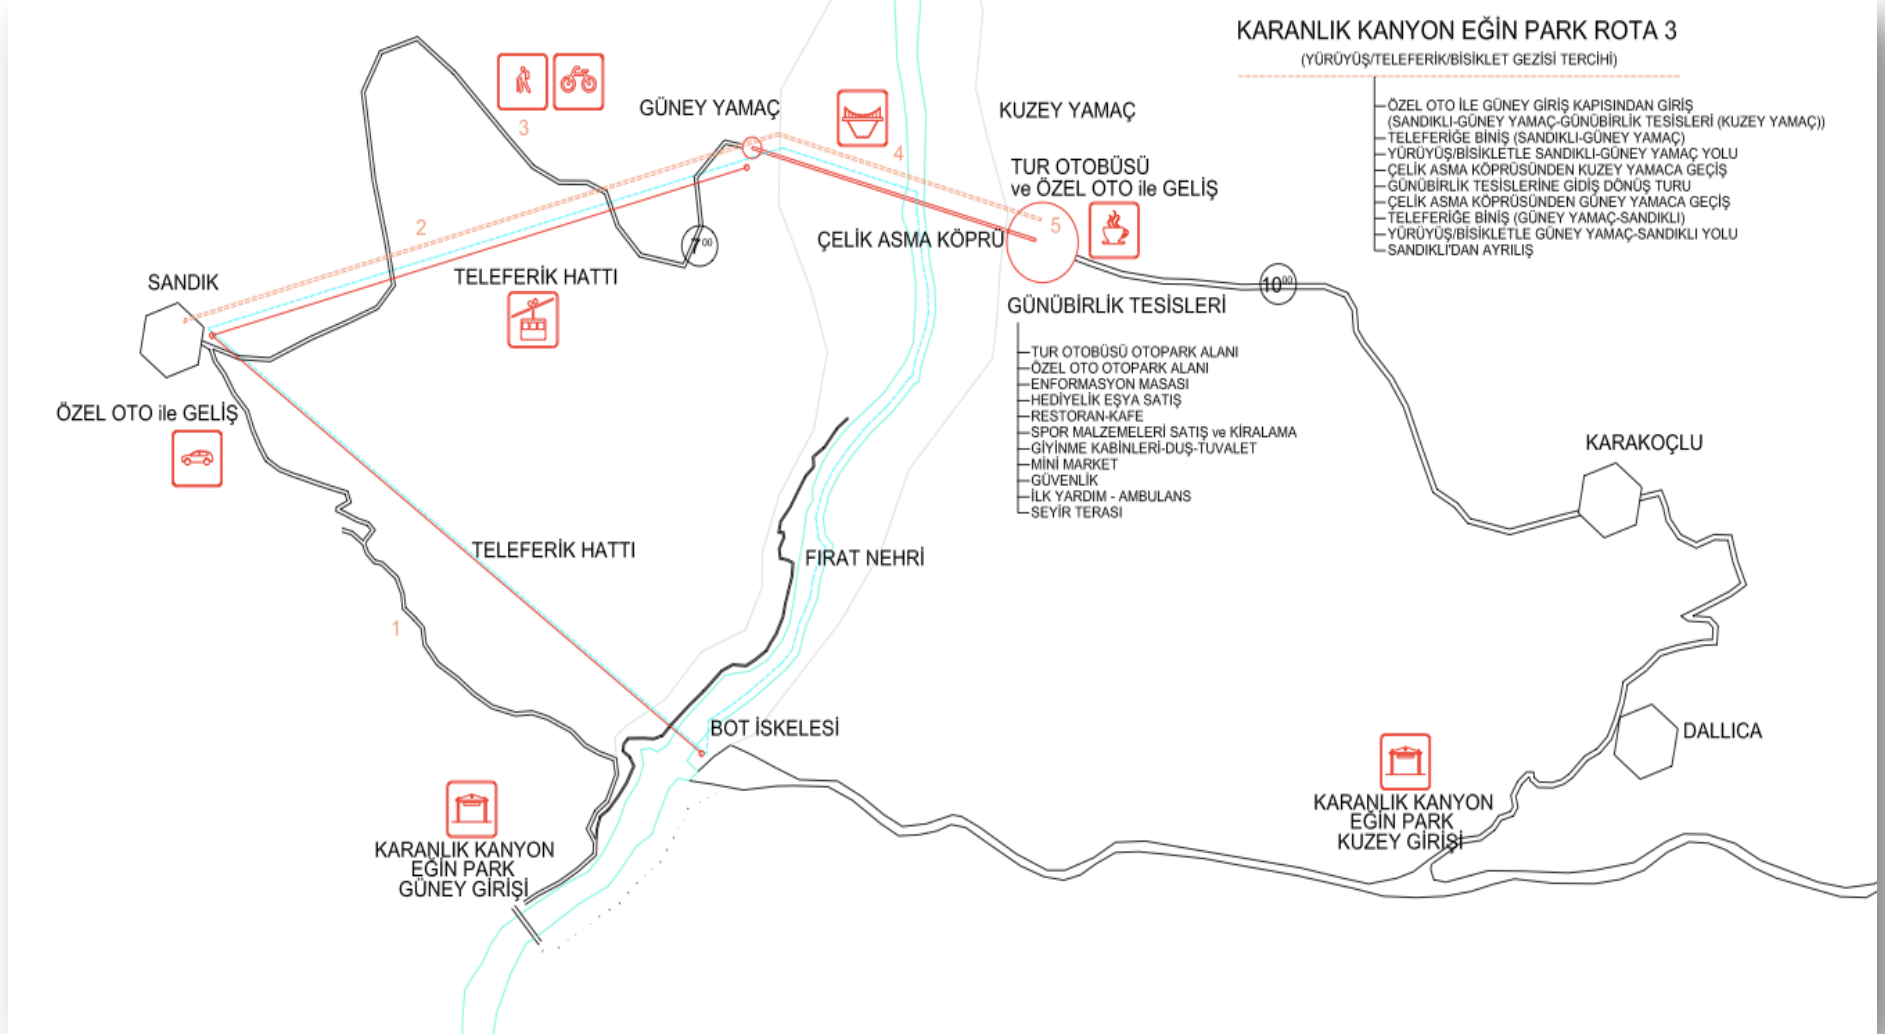 KARANLIK KANYON EĞİN PARK ROTA 3
(YÜRÜYÜŞ/TELEFERİK/BİSİKLET GEZİSİ TERCİHİ)
ÖZEL OTO İLE GÜNEY GİRİŞ KAPISINDAN GİRİŞ
(SANDIKLI-GÜNEY YAMAÇ-GÜNÜBİRLİK TESİSLERİ (KUZEY YAMAÇ))
TELEFERİĞE BİNİŞ (SANDIKLI-GÜNEY YAMAÇ)
YÜRÜYÜŞ/BİSİKLETLE SANDIKLI-GÜNEY YAMAÇ YOLU
ÇELİK ASMA KÖPRÜSÜNDEN KUZEY YAMACA GEÇİŞ
GÜNÜBİRLİK TESİSLERİNE GİDİŞ DÖNÜŞ TURU
ÇELİK ASMA KÖPRÜSÜNDEN GÜNEY YAMACA GEÇİŞ
TELEFERİĞE BİNİŞ (GÜNEY YAMAÇ-SANDIKLI)
YÜRÜYÜŞ/BİSİKLETLE GÜNEY YAMAÇ-SANDIKLI YOLU
SANDIKLI'DAN AYRILIŞ
3
GÜNEY YAMAÇ
KUZEY YAMAÇ
4
TUR OTOBÜSÜ
ve ÖZEL OTO ile GELİŞ
2
5
ÇELİK ASMA KÖPRÜ
7⁰⁰
TELEFERİK HATTI
SANDIK
10⁰⁰
GÜNÜBİRLİK TESİSLERİ
TUR OTOBÜSÜ OTOPARK ALANI
ÖZEL OTO OTOPARK ALANI
ENFORMASYON MASASI
HEDİYELİK EŞYA SATIŞ
RESTORAN-KAFE
SPOR MALZEMELERİ SATIŞ ve KİRALAMA
GİYİNME KABİNLERİ-DUŞ-TUVALET
MİNİ MARKET
GÜVENLİK
İLK YARDIM - AMBULANS
SEYİR TERASI
ÖZEL OTO ile GELİŞ
KARAKOÇLU
TELEFERİK HATTI
FIRAT NEHRİ
1
BOT İSKELESİ
DALLICA
KARANLIK KANYON
EĞİN PARK
KUZEY GİRİŞİ
KARANLIK KANYON
EĞİN PARK
GÜNEY GİRİŞİ